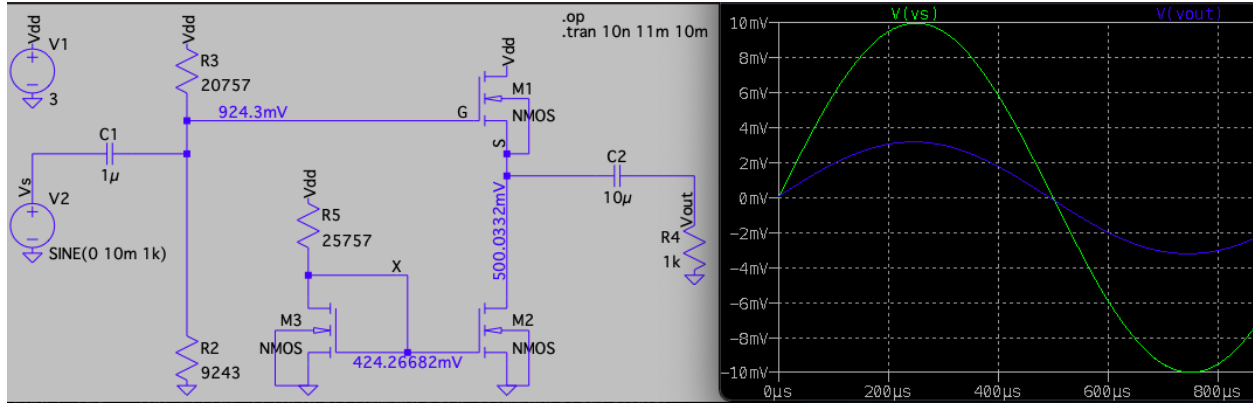 .op
.tran 10n 11m 10m
Vdd
V1
3
Vdd
R3
20757
924.3mV
G
Vdd
M1
NMOS
S
C1
1µ
Vs
V2
SINE(0 10m 1k)
Vdd
R5
25757
X
C2
10µ
Vout
R4
1k
500.0332mV
M3
NMOS
424.26682mV
M2
NMOS
R2
9243
V(vs)
V(vout)
10mV
8mV
6mV
4mV
2mV
0mV
-2mV
-4mV
-6mV
-8mV
-10mV
0µs
200µs
400µs
600µs
800µs